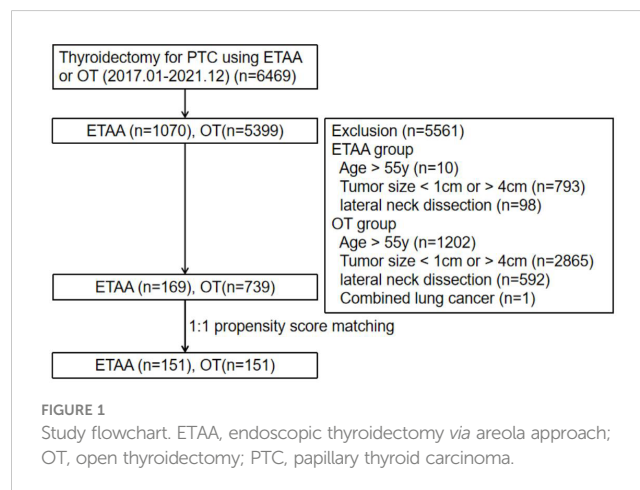 Thyroidectomy for PTC using ETAA
or OT (2017.01-2021.12) (n=6469)
ETAA (n=1070), OT(n=5399)
Exclusion (n=5561)
ETAA group
Age > 55y (n=10)
Tumor size < 1cm or > 4cm (n=793)
lateral neck dissection (n=98)
OT group
Age > 55y (n=1202)
Tumor size < 1cm or > 4cm (n=2865)
lateral neck dissection (n=592)
Combined lung cancer (n=1)
ETAA (n=169), OT(n=739)
1:1 propensity score matching
ETAA (n=151), OT(n=151)
FIGURE 1
Study flowchart. ETAA, endoscopic thyroidectomy via areola approach;
OT, open thyroidectomy; PTC, papillary thyroid carcinoma.